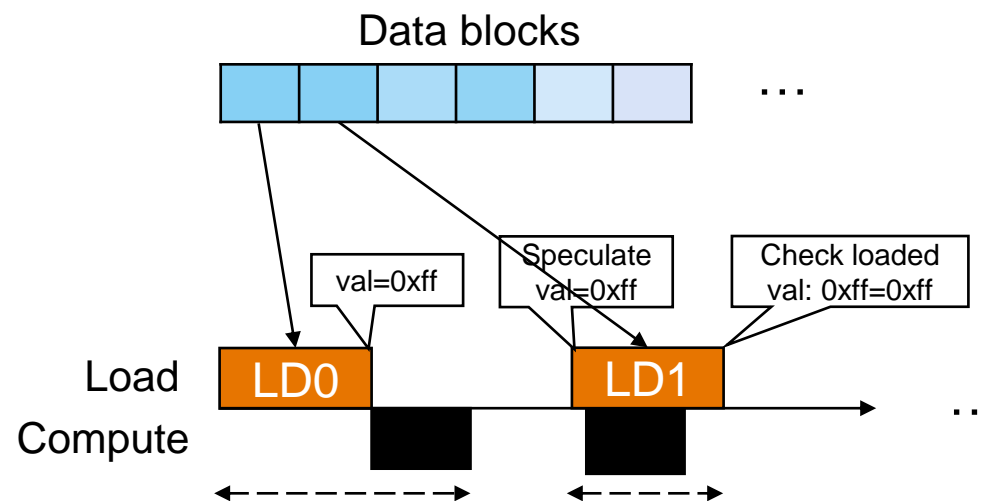 Data blocks
...
val=0xff
Speculate
val=0xff
Check loaded
val: 0xff=0xff
Load
LD0
LD1
Compute
..